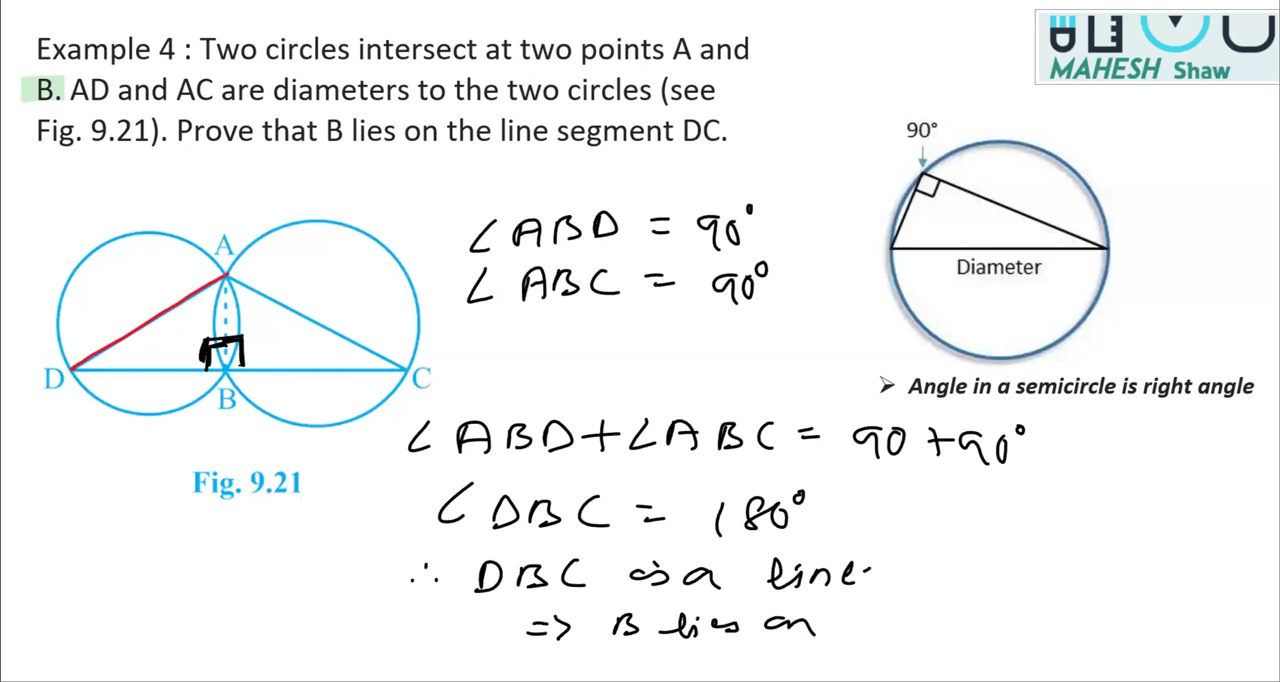 Example 4 : Two circles intersect at two points A and
B. AD and AC are diameters to the two circles (see
Fig. 9.21). Prove that B lies on the line segment DC.
MAHESH Shaw
A
D
B
C
Fig. 9.21
∠ABD = 90°
∠ABC = 90°
90°
Diameter
➢ Angle in a semicircle is right angle
∠ABD+∠ABC = 90+90°
∠DBC = 180°
∴ DBC is a line.
=> B lies on